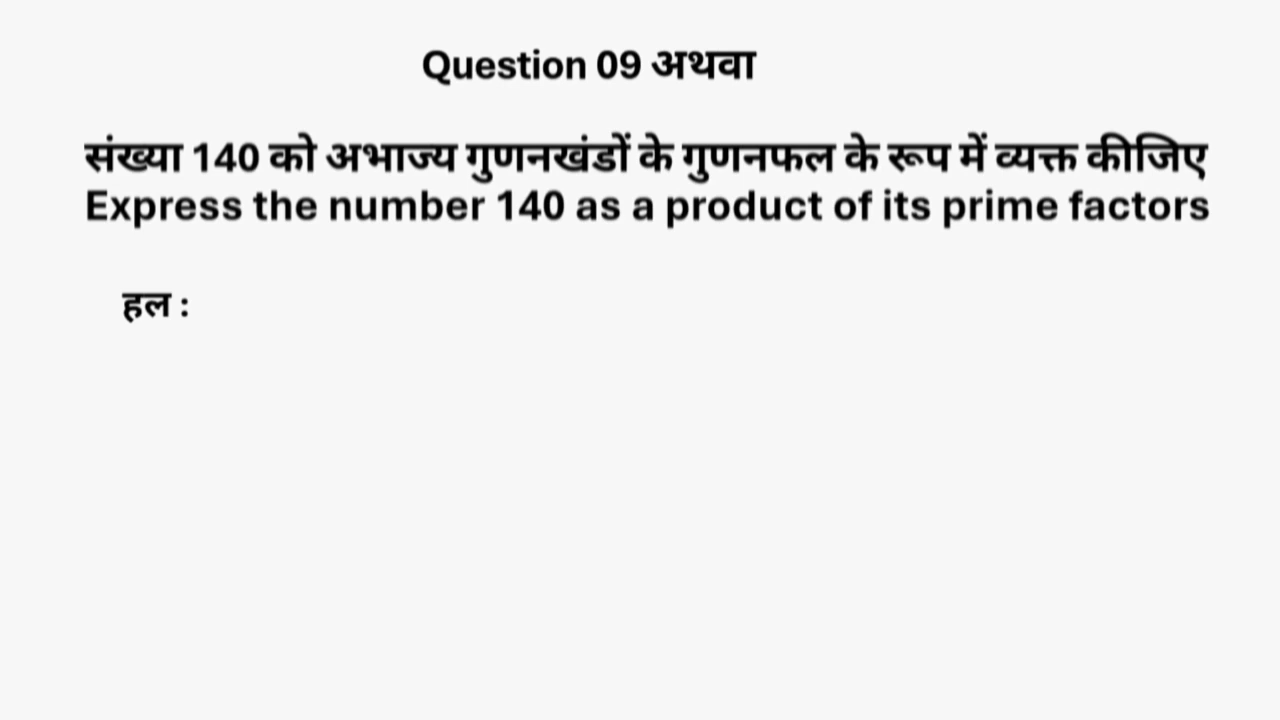 Question 09 अथवा
संख्या 140 को अभाज्य गुणनखंडों के गुणनफल के रूप में व्यक्त कीजिए
Express the number 140 as a product of its prime factors
हल :